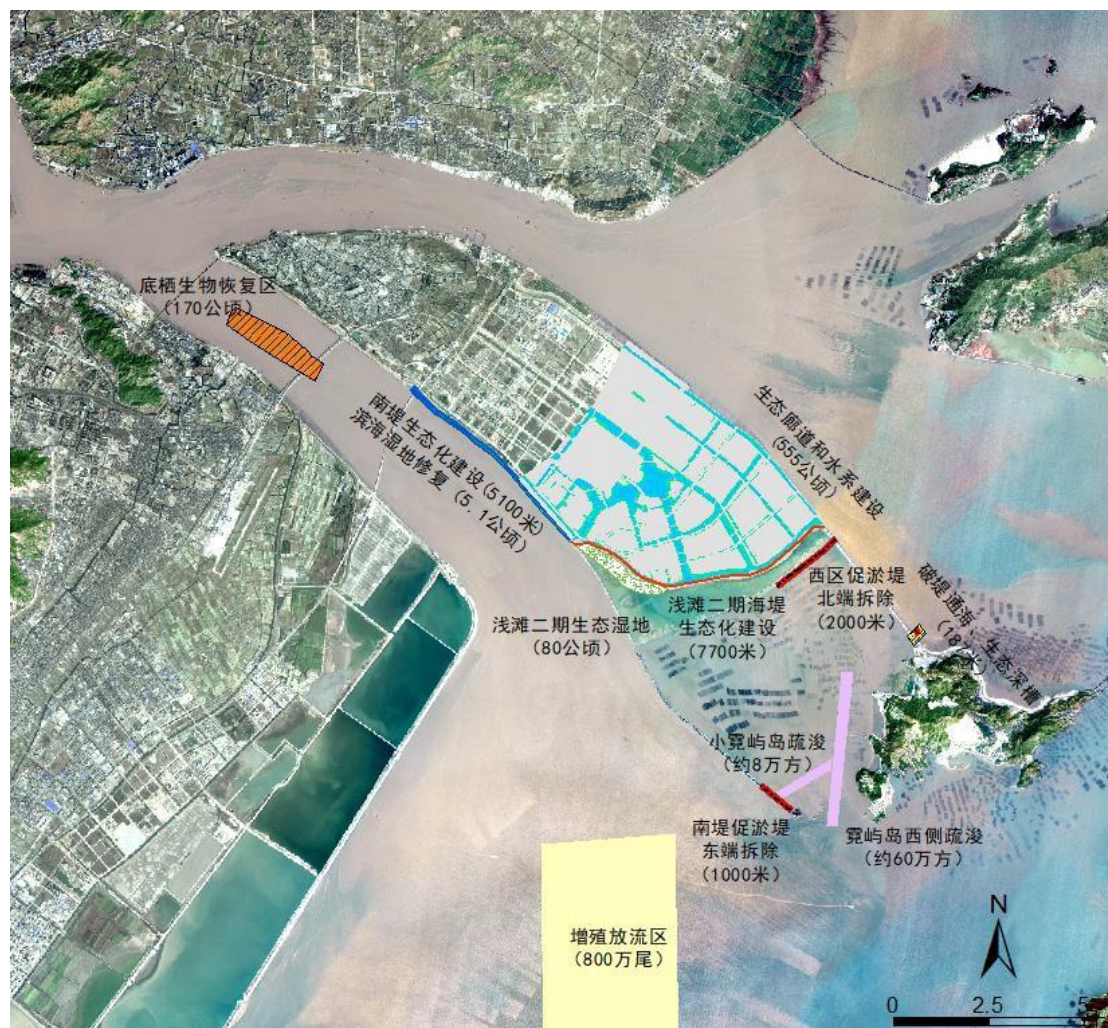 底栖生物恢复区
(170公顷)
南堤生态化建设(5100米)
滨海湿地修复(5.1公顷)
生态廊道和水系建设
(555公顷)
西区促淤堤
北端拆除
(2000米)
浅滩二期海堤
生态化建设
(7700米)
浅滩二期生态湿地
(80公顷)
破堤通海、生态深槽
小霓屿岛疏浚
(约8万方)
南堤促淤堤
东端拆除
(1000米)
霓屿岛西侧疏浚
(约60万方)
增殖放流区
(800万尾)
N
0 2.5 5